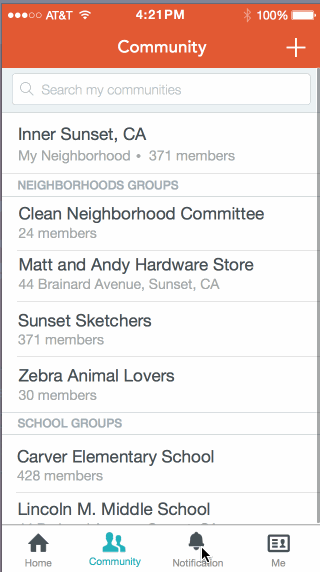 AT&T 4:21PM 100%
Community
Search my communities
Inner Sunset, CA
My Neighborhood • 371 members
NEIGHBORHOODS GROUPS
Clean Neighborhood Committee
24 members
Matt and Andy Hardware Store
44 Brainard Avenue, Sunset, CA
Sunset Sketchers
371 members
Zebra Animal Lovers
30 members
SCHOOL GROUPS
Carver Elementary School
428 members
Lincoln M. Middle School
Home Community Notification Me